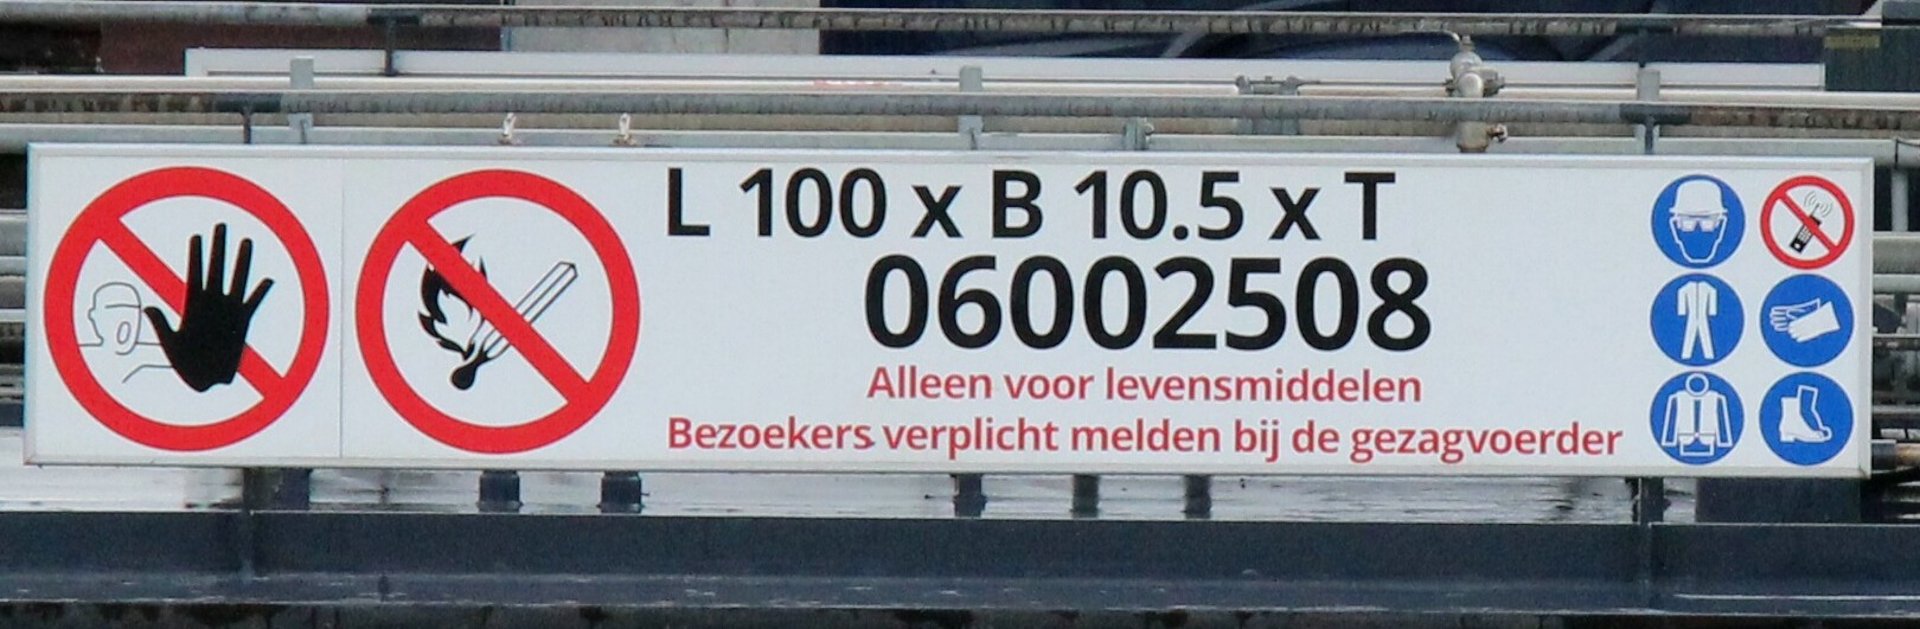 L 100 x B 10.5 x T
06002508
Alleen voor levensmiddelen
Bezoekers verplicht melden bij de gezagvoerder